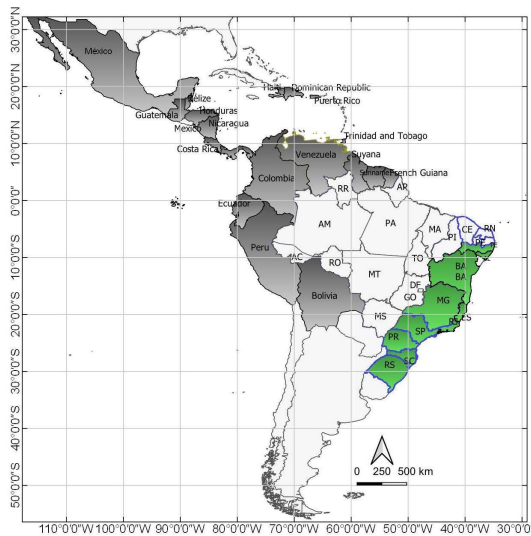 30°0'0"N
20°0'0"N
10°0'0"N
0°0'0"
10°0'0"S
20°0'0"S
30°0'0"S
40°0'0"S
50°0'0"S
México
Haiti
Dominican Republic
Puerto Rico
Belize
Guatemala
Honduras
Mexico
Nicaragua
Costa Rica
Trinidad and Tobago
Venezuela
Suyana
Suriname
French Guiana
Colombia
RR
AP
Ecuador
AM
PA
MA
CE
RN
PI
PE
Peru
AC
RO
TO
BA
BA
MT
DF
GO
Bolivia
MG
ES
MS
SP
RJ
PR
SC
RS
0 250 500 km
110°0'0"W 100°0'0"W 90°0'0"W 80°0'0"W 70°0'0"W 60°0'0"W 50°0'0"W 40°0'0"W 30°0'0"